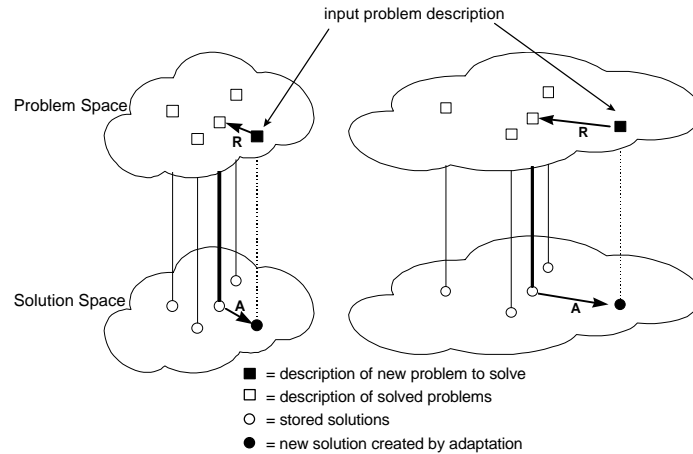 input problem description
Problem Space
R
R
Solution Space
A
A
= description of new problem to solve
= description of solved problems
= stored solutions
= new solution created by adaptation